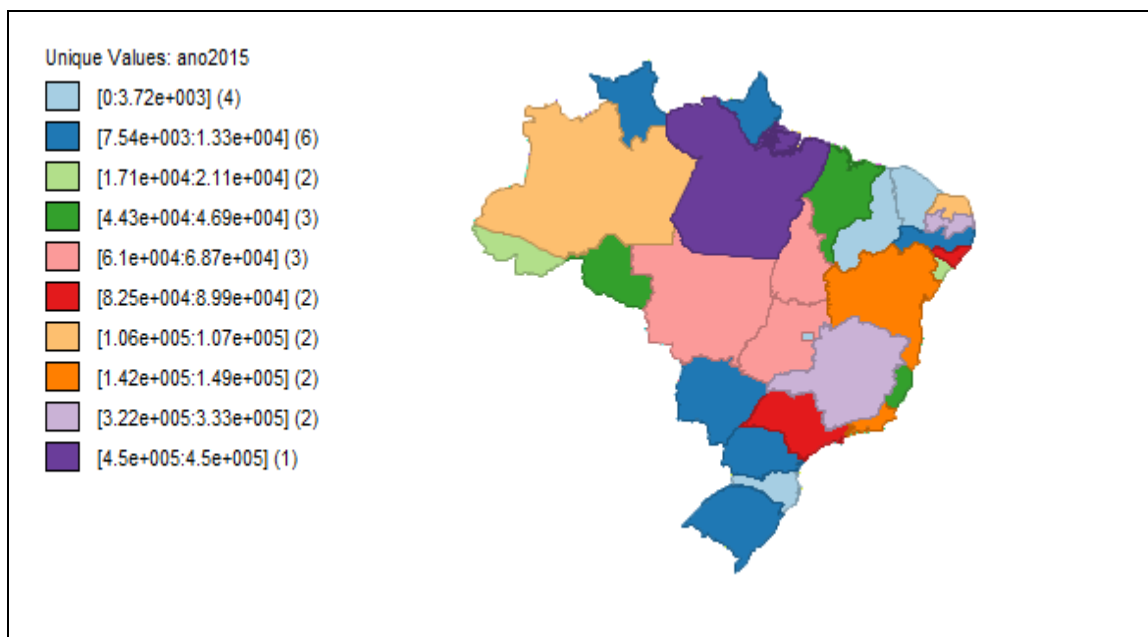 Unique Values: ano2015
[0:3.72e+003] (4)
[7.54e+003:1.33e+004] (6)
[1.71e+004:2.11e+004] (2)
[4.43e+004:4.69e+004] (3)
[6.1e+004:6.87e+004] (3)
[8.25e+004:8.99e+004] (2)
[1.06e+005:1.07e+005] (2)
[1.42e+005:1.49e+005] (2)
[3.22e+005:3.33e+005] (2)
[4.5e+005:4.5e+005] (1)